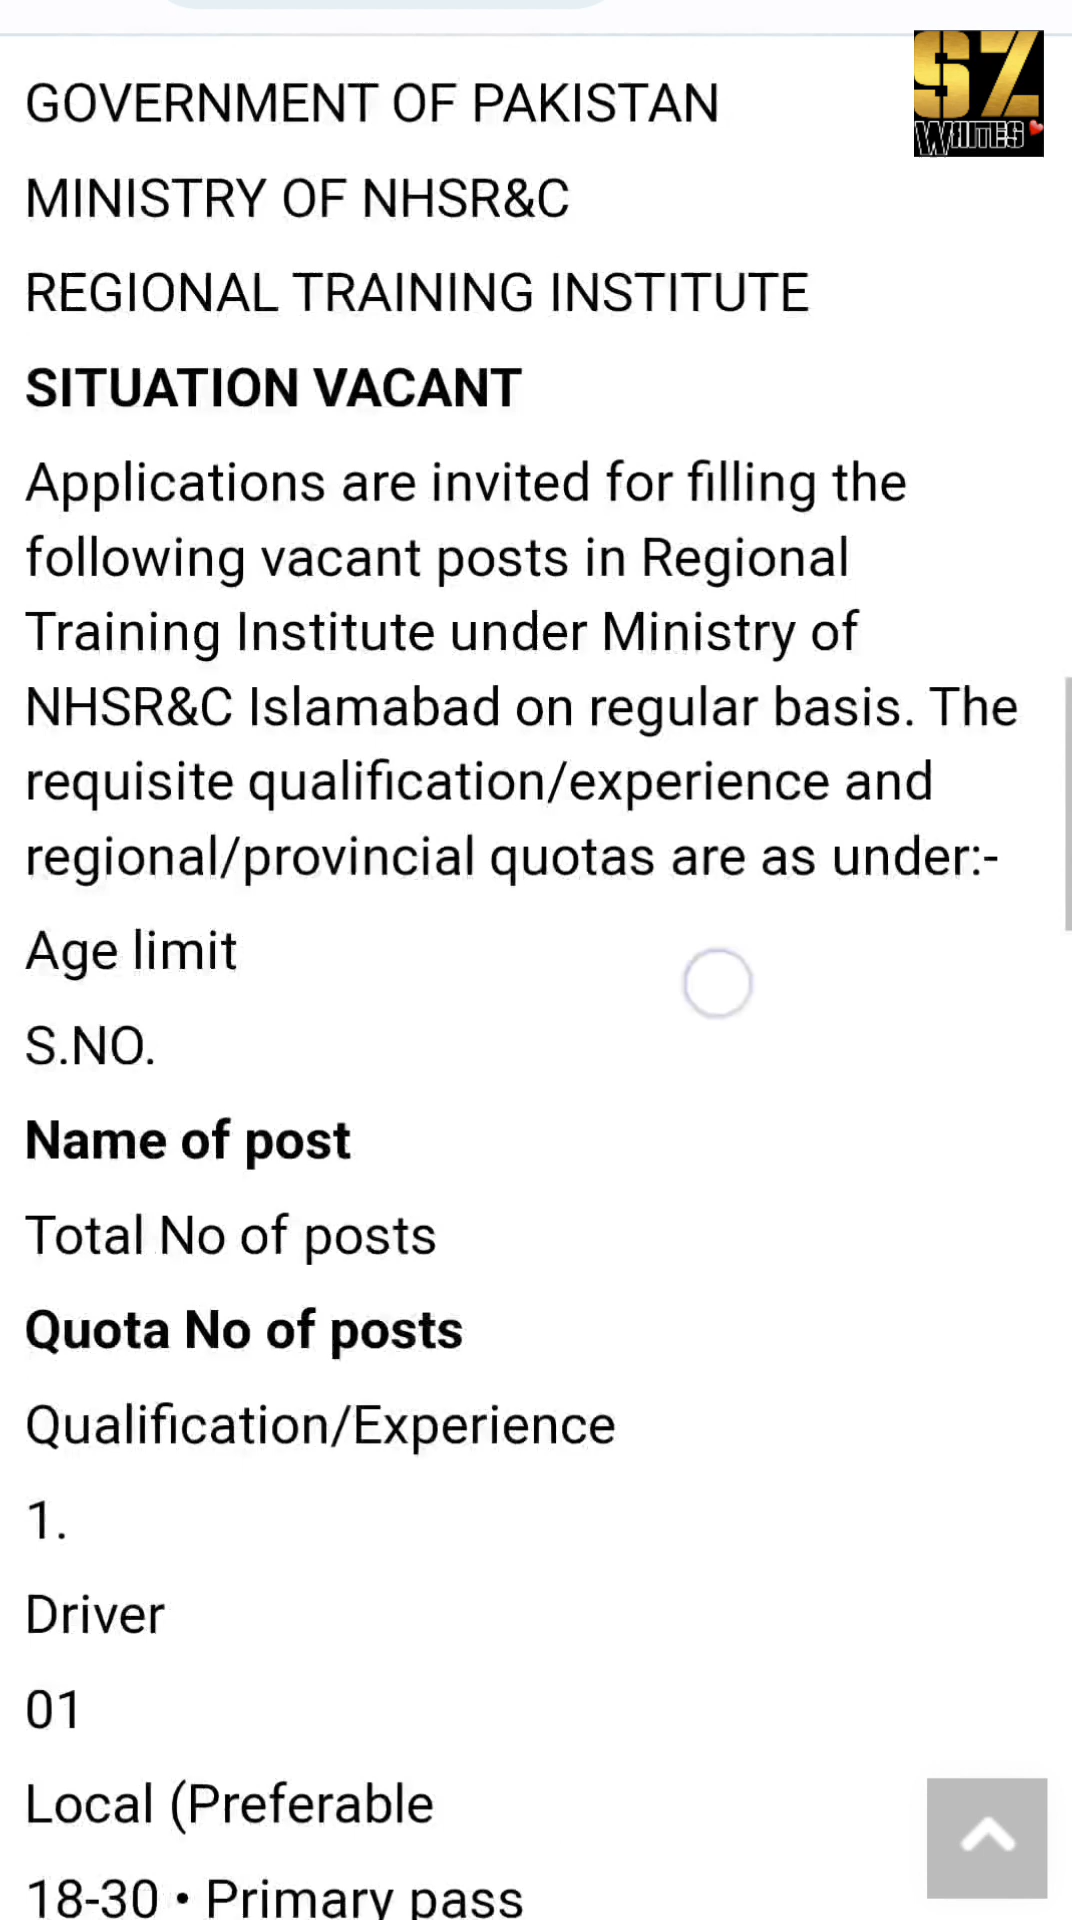 SZ
WRITES
GOVERNMENT OF PAKISTAN
MINISTRY OF NHSR&C
REGIONAL TRAINING INSTITUTE
SITUATION VACANT
Applications are invited for filling the
following vacant posts in Regional
Training Institute under Ministry of
NHSR&C Islamabad on regular basis. The
requisite qualification/experience and
regional/provincial quotas are as under:-
Age limit
S.NO.
Name of post
Total No of posts
Quota No of posts
Qualification/Experience
1.
Driver
01
Local (Preferable
18-30 • Primary pass